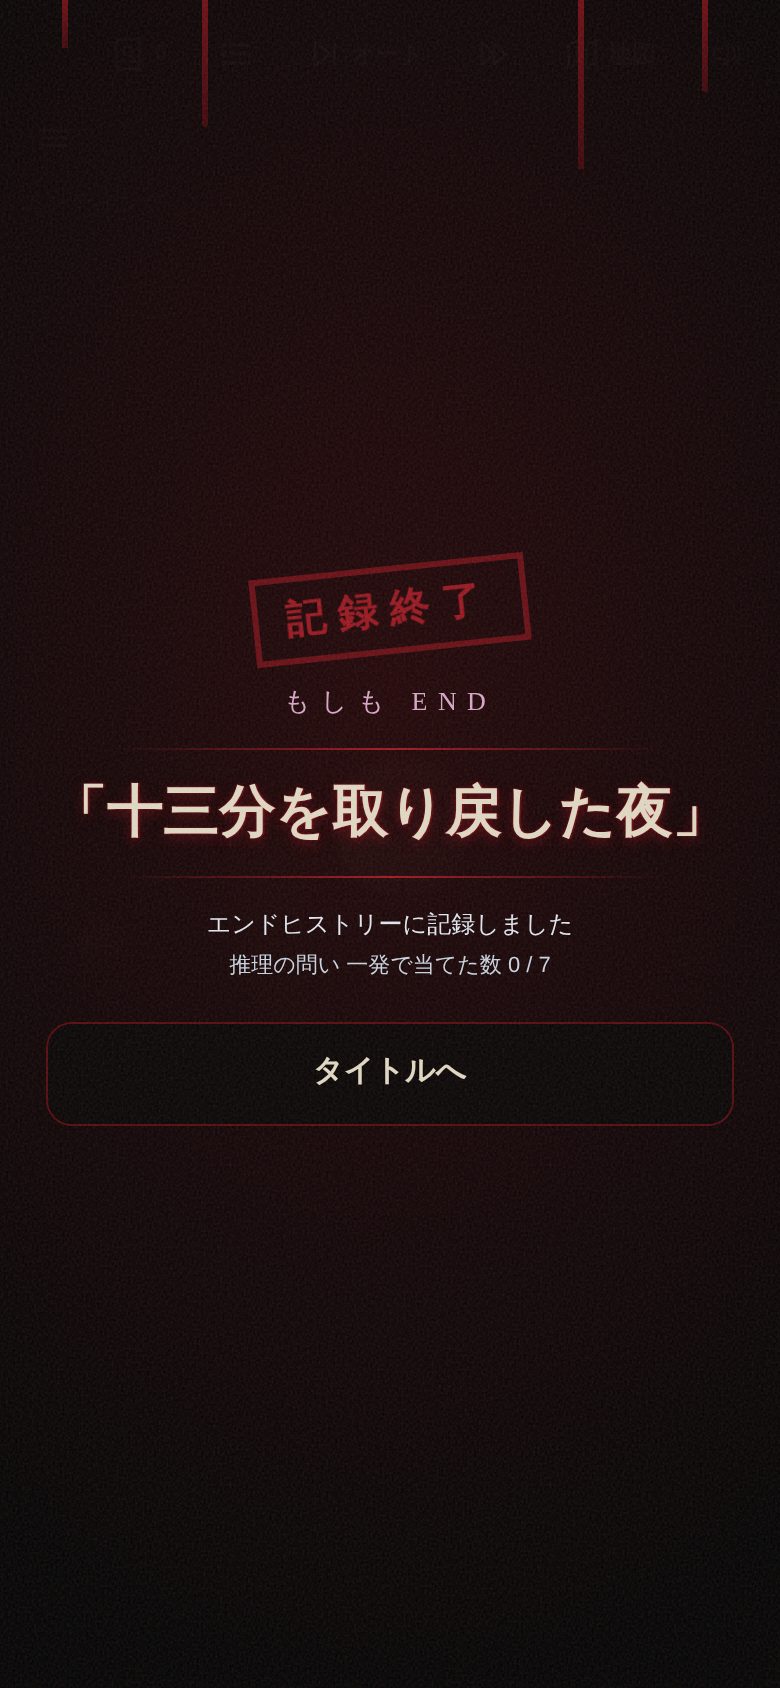 記録終了
もしも END
「十三分を取り戻した夜」
エンドヒストリーに記録しました
推理の問い 一発で当てた数 0 / 7
タイトルへ